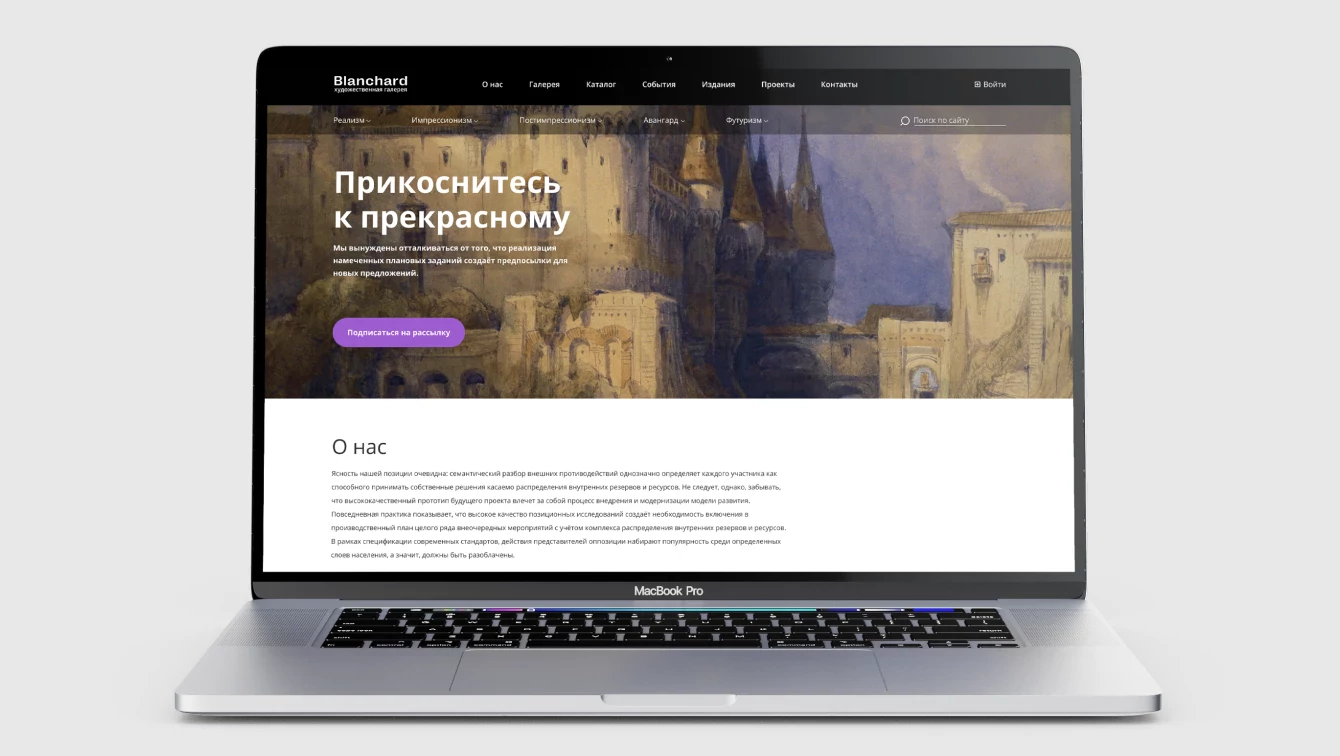 Blanchard
художественная галерея
О нас Галерея Каталог События Издания Проекты Контакты Войти
Реализм Импрессионизм Постимпрессионизм Авангард Футуризм Поиск по сайту
Прикоснитесь
к прекрасному
Мы вынуждены отталкиваться от того, что реализация
намеченных плановых заданий создаёт предпосылки для
новых предложений.
Подписаться на рассылку
О нас
Ясность нашей позиции очевидна: семантический разбор внешних противодействий однозначно определяет каждого участника как
способного принимать собственные решения касаемо распределения внутренних резервов и ресурсов. Не следует, однако, забывать,
что высококачественный прототип будущего проекта влечет за собой процесс внедрения и модернизации модели развития.
Повседневная практика показывает, что высокое качество позиционных исследований создаёт необходимость включения в
производственный план целого ряда внеочередных мероприятий с учётом комплекса распределения внутренних резервов и ресурсов.
В рамках спецификации современных стандартов, действия представителей оппозиции набирают популярность среди определенных
слоев населения, а значит, должны быть разоблачены.
MacBook Pro
fn control option command command option